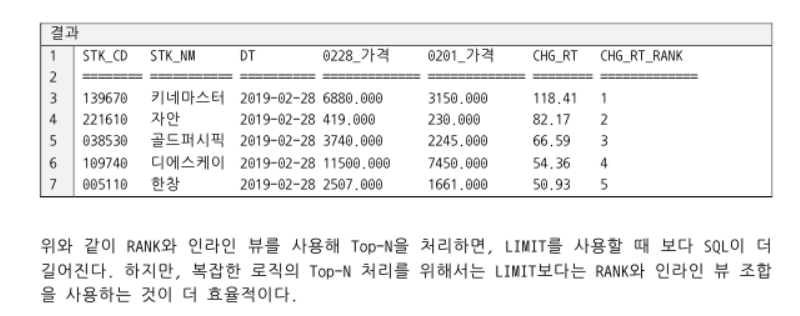 결과
1 STK_CD STK_NM DT 0228_가격 0201_가격 CHG_RT CHG_RT_RANK
2 ======== ========== ========== ============= ============= ======== =============
3 139670 키네마스터 2019-02-28 6880.000 3150.000 118.41 1
4 221610 자안 2019-02-28 419.000 230.000 82.17 2
5 038530 골드퍼시픽 2019-02-28 3740.000 2245.000 66.59 3
6 109740 디에스케이 2019-02-28 11500.000 7450.000 54.36 4
7 005110 한창 2019-02-28 2507.000 1661.000 50.93 5
위와 같이 RANK와 인라인 뷰를 사용해 Top-N을 처리하면, LIMIT를 사용할 때 보다 SQL이 더
길어진다. 하지만, 복잡한 로직의 Top-N 처리를 위해서는 LIMIT보다는 RANK와 인라인 뷰 조합
을 사용하는 것이 더 효율적이다.